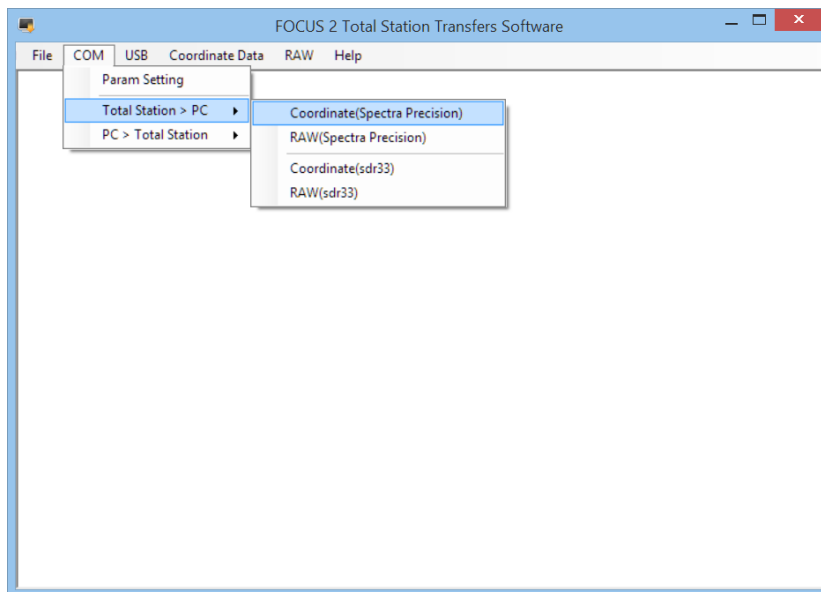 FOCUS 2 Total Station Transfers Software
File COM USB Coordinate Data RAW Help
Param Setting
Total Station > PC
PC > Total Station
Coordinate(Spectra Precision)
RAW(Spectra Precision)
Coordinate(sdr33)
RAW(sdr33)